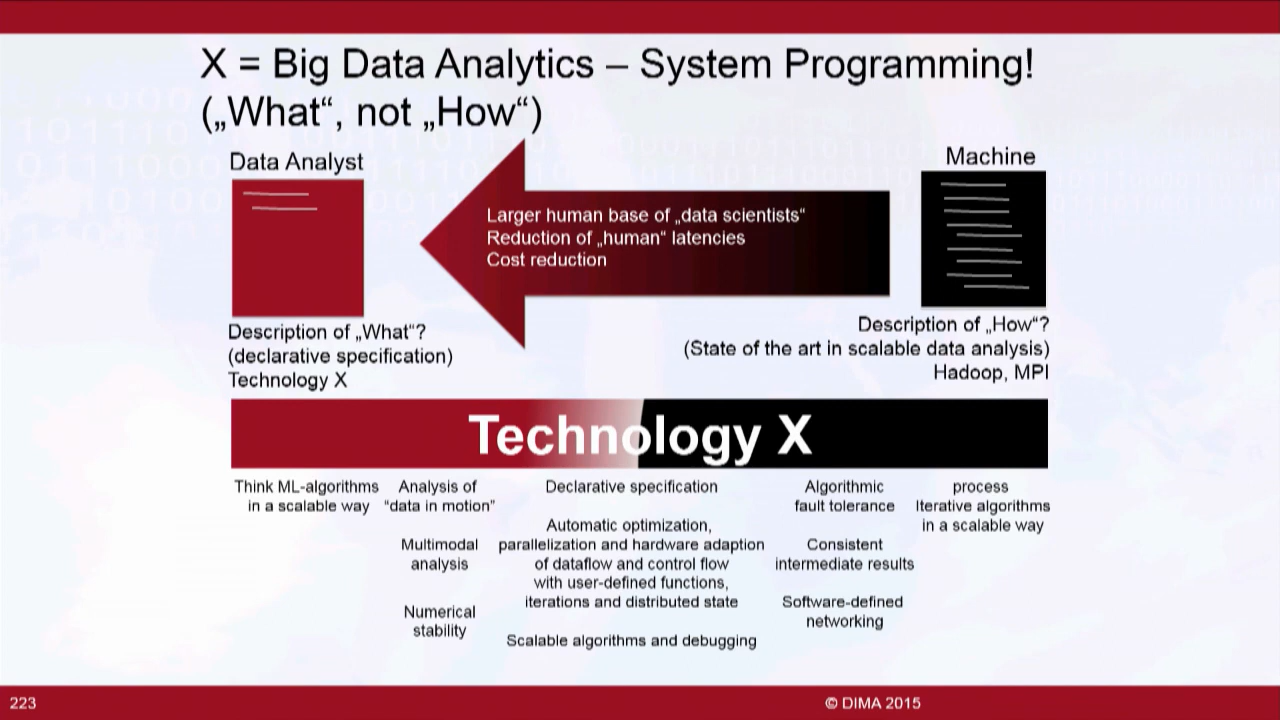 X = Big Data Analytics – System Programming!
(„What“, not „How“)
Data Analyst
Machine
Larger human base of „data scientists“
Reduction of „human“ latencies
Cost reduction
Description of „What“?
(declarative specification)
Technology X
Description of „How“?
(State of the art in scalable data analysis)
Hadoop, MPI
Technology X
Think ML-algorithms
in a scalable way
Analysis of
“data in motion”
Multimodal
analysis
Numerical
stability
Declarative specification
Automatic optimization,
parallelization and hardware adaption
of dataflow and control flow
with user-defined functions,
iterations and distributed state
Scalable algorithms and debugging
Algorithmic
fault tolerance
Consistent
intermediate results
Software-defined
networking
process
Iterative algorithms
in a scalable way
223
© DIMA 2015